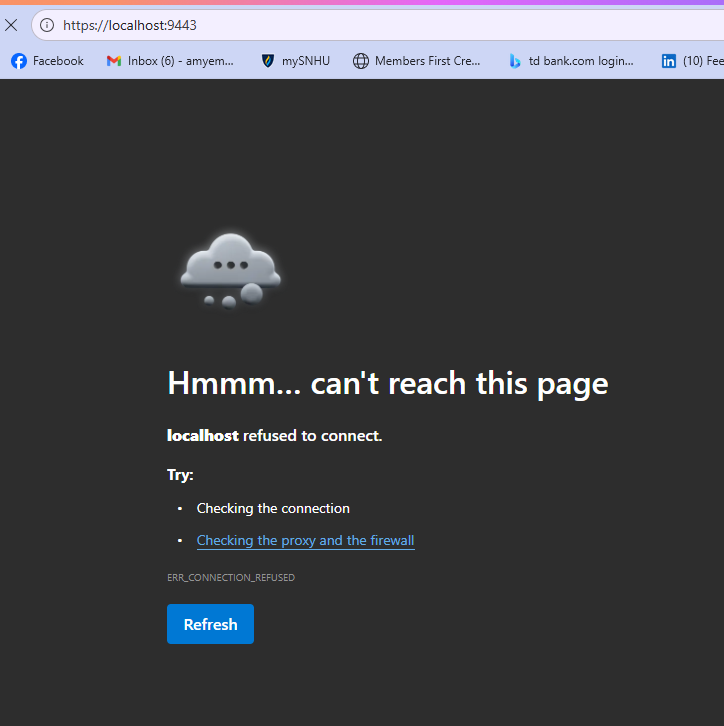 https://localhost:9443
Facebook Inbox (6) - amyem... mySNHU Members First Cre... td bank.com login... (10) Fee
Hmmm... can't reach this page
localhost refused to connect.
Try:
• Checking the connection
• Checking the proxy and the firewall
ERR_CONNECTION_REFUSED
Refresh